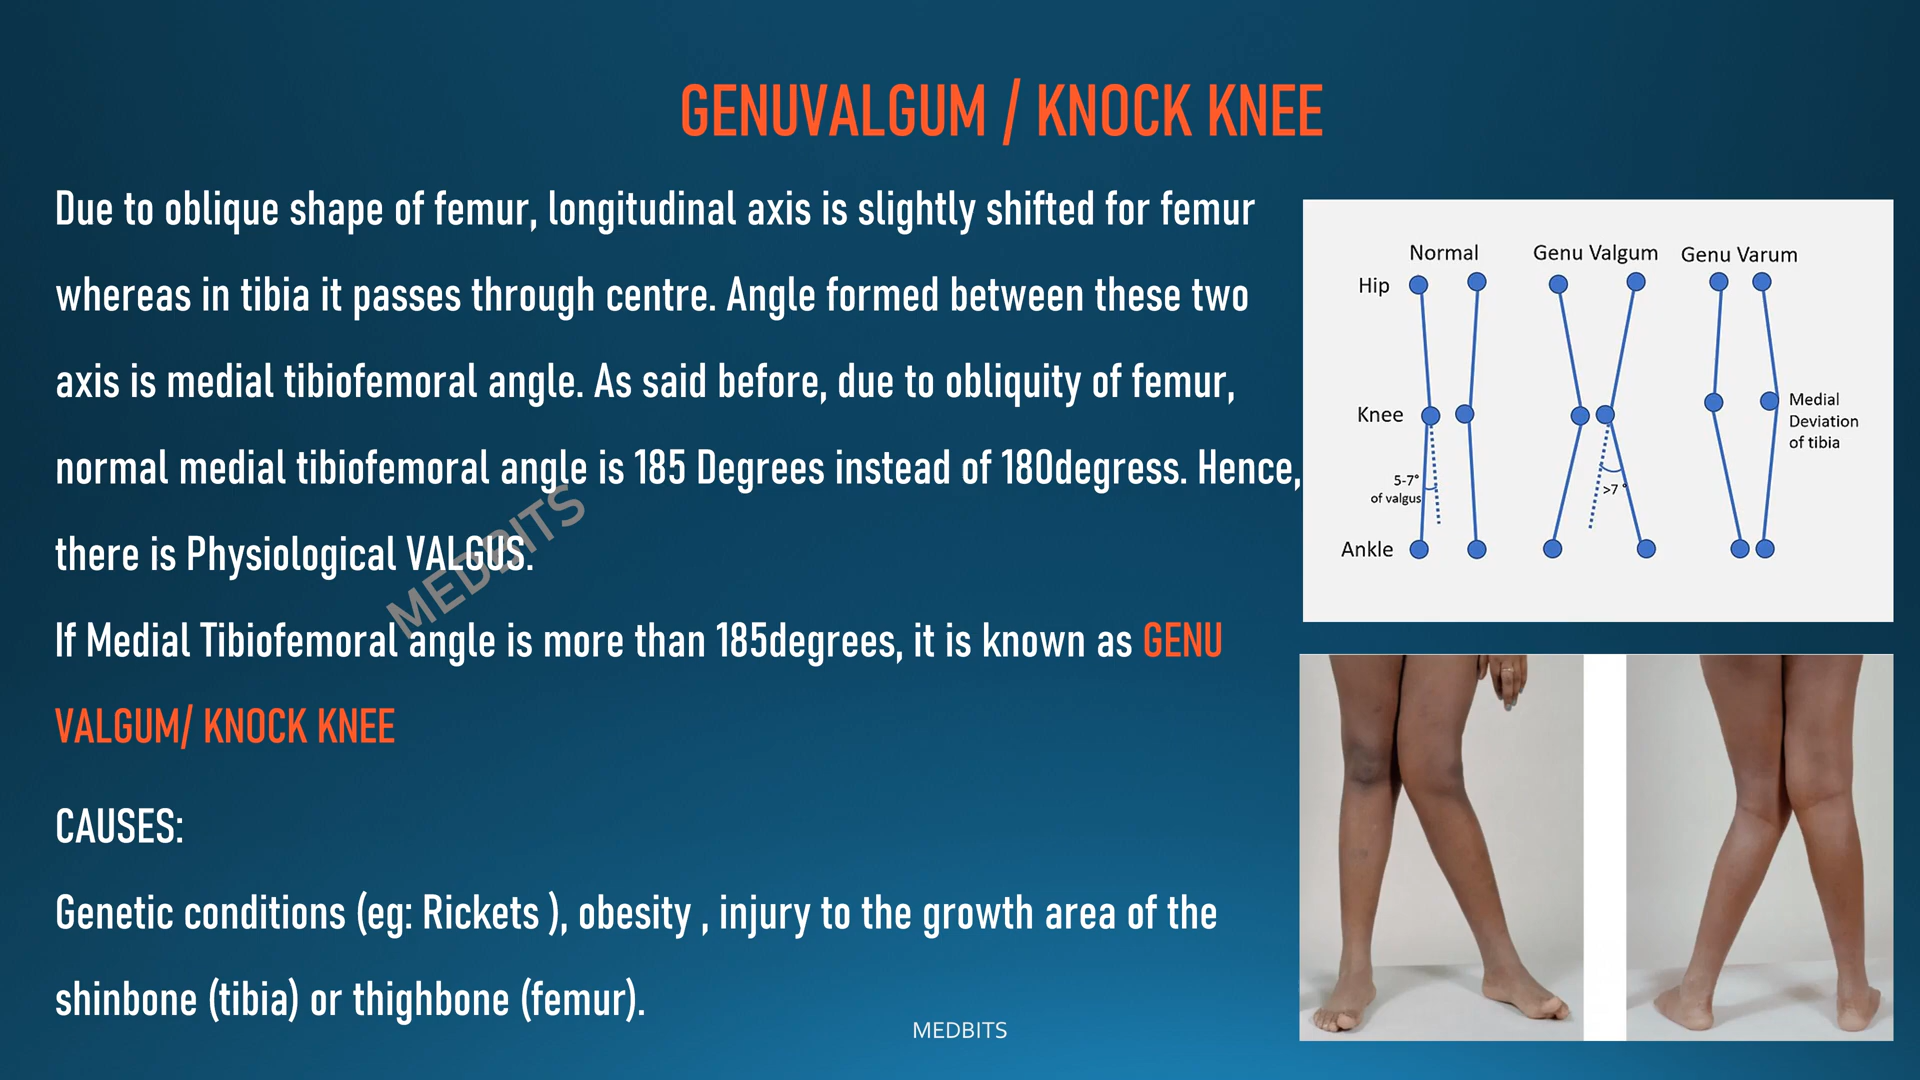 GENUVALGUM / KNOCK KNEE
Due to oblique shape of femur, longitudinal axis is slightly shifted for femur
whereas in tibia it passes through centre. Angle formed between these two
axis is medial tibiofemoral angle. As said before, due to obliquity of femur,
normal medial tibiofemoral angle is 185 Degrees instead of 180degress. Hence,
there is Physiological VALGUS.
If Medial Tibiofemoral angle is more than 185degrees, it is known as GENU
VALGUM/ KNOCK KNEE
CAUSES:
Genetic conditions (eg: Rickets ), obesity , injury to the growth area of the
shinbone (tibia) or thighbone (femur).
MEDBITS
Normal Genu Valgum Genu Varum
Hip
Knee
Medial
Deviation
of tibia
5-7°
of valgus
>7 °
Ankle
MEDBITS